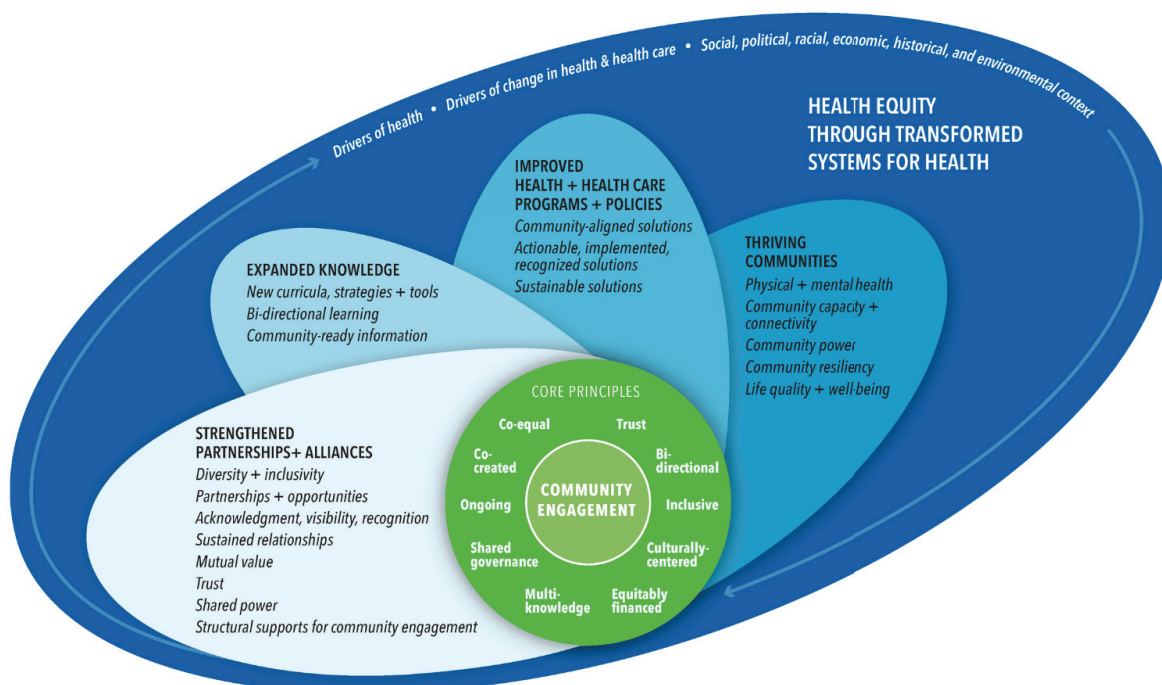 Drivers of health • Drivers of change in health & health care • Social, political, racial, economic, historical, and environmental context
HEALTH EQUITY
THROUGH TRANSFORMED
SYSTEMS FOR HEALTH
IMPROVED
HEALTH + HEALTH CARE
PROGRAMS + POLICIES
Community-aligned solutions
Actionable, implemented,
recognized solutions
Sustainable solutions
THRIVING
COMMUNITIES
Physical + mental health
Community capacity +
connectivity
Community power
Community resiliency
Life quality + well-being
EXPANDED KNOWLEDGE
New curricula, strategies + tools
Bi-directional learning
Community-ready information
STRENGTHENED
PARTNERSHIPS+ ALLIANCES
Diversity + inclusivity
Partnerships + opportunities
Acknowledgment, visibility, recognition
Sustained relationships
Mutual value
Trust
Shared power
Structural supports for community engagement
CORE PRINCIPLES
Co-equal
Trust
Co-
created
Bi-
directional
Ongoing
COMMUNITY
ENGAGEMENT
Inclusive
Shared
governance
Culturally-
centered
Multi-
knowledge
Equitably
financed